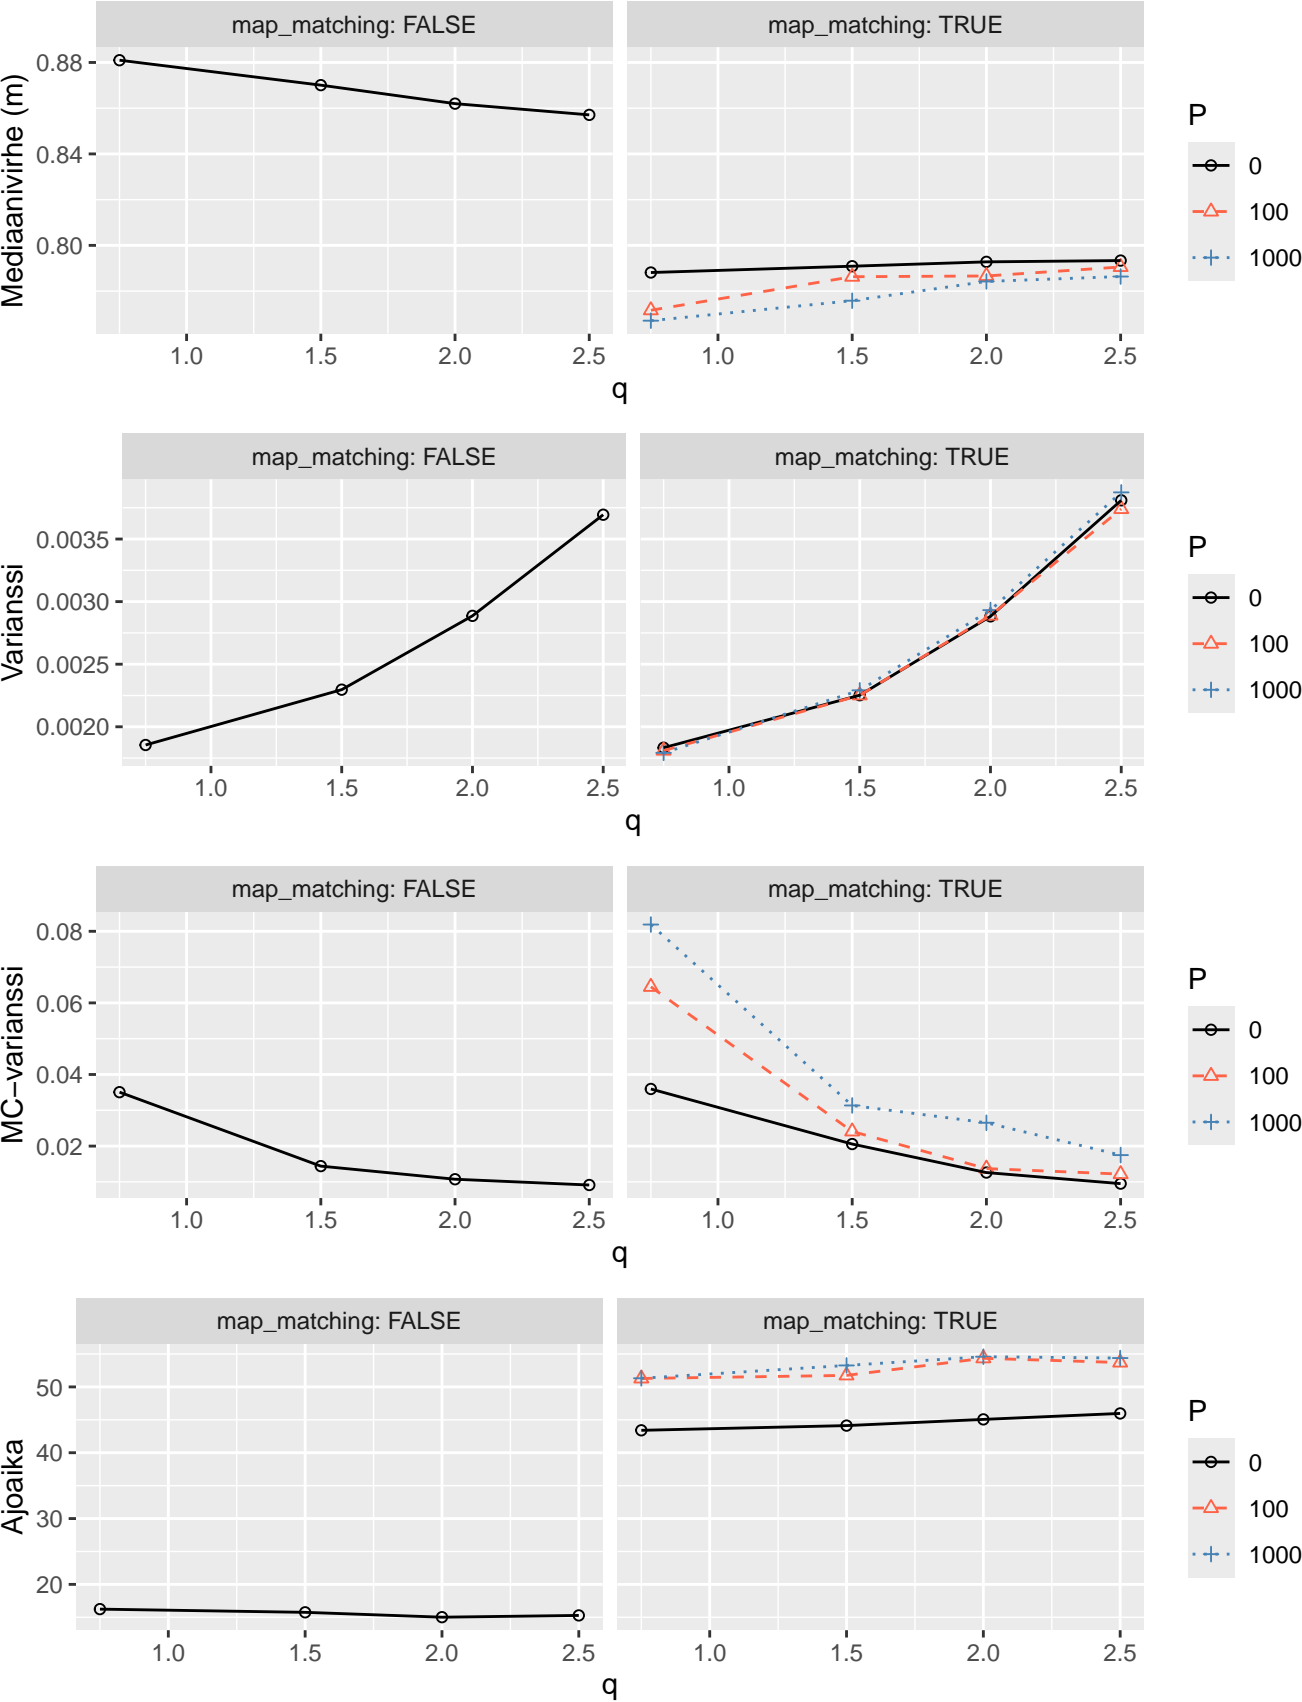 map_matching: FALSE map_matching: TRUE
Mediaanivirhe (m)
0.88
0.84
0.80
1.0 1.5 2.0 2.5 1.0 1.5 2.0 2.5
q
P
0
100
1000
map_matching: FALSE map_matching: TRUE
Varianssi
0.0035
0.0030
0.0025
0.0020
1.0 1.5 2.0 2.5 1.0 1.5 2.0 2.5
q
P
0
100
1000
map_matching: FALSE map_matching: TRUE
MC−varianssi
0.08
0.06
0.04
0.02
1.0 1.5 2.0 2.5 1.0 1.5 2.0 2.5
q
P
0
100
1000
map_matching: FALSE map_matching: TRUE
Ajoaika
50
40
30
20
1.0 1.5 2.0 2.5 1.0 1.5 2.0 2.5
q
P
0
100
1000